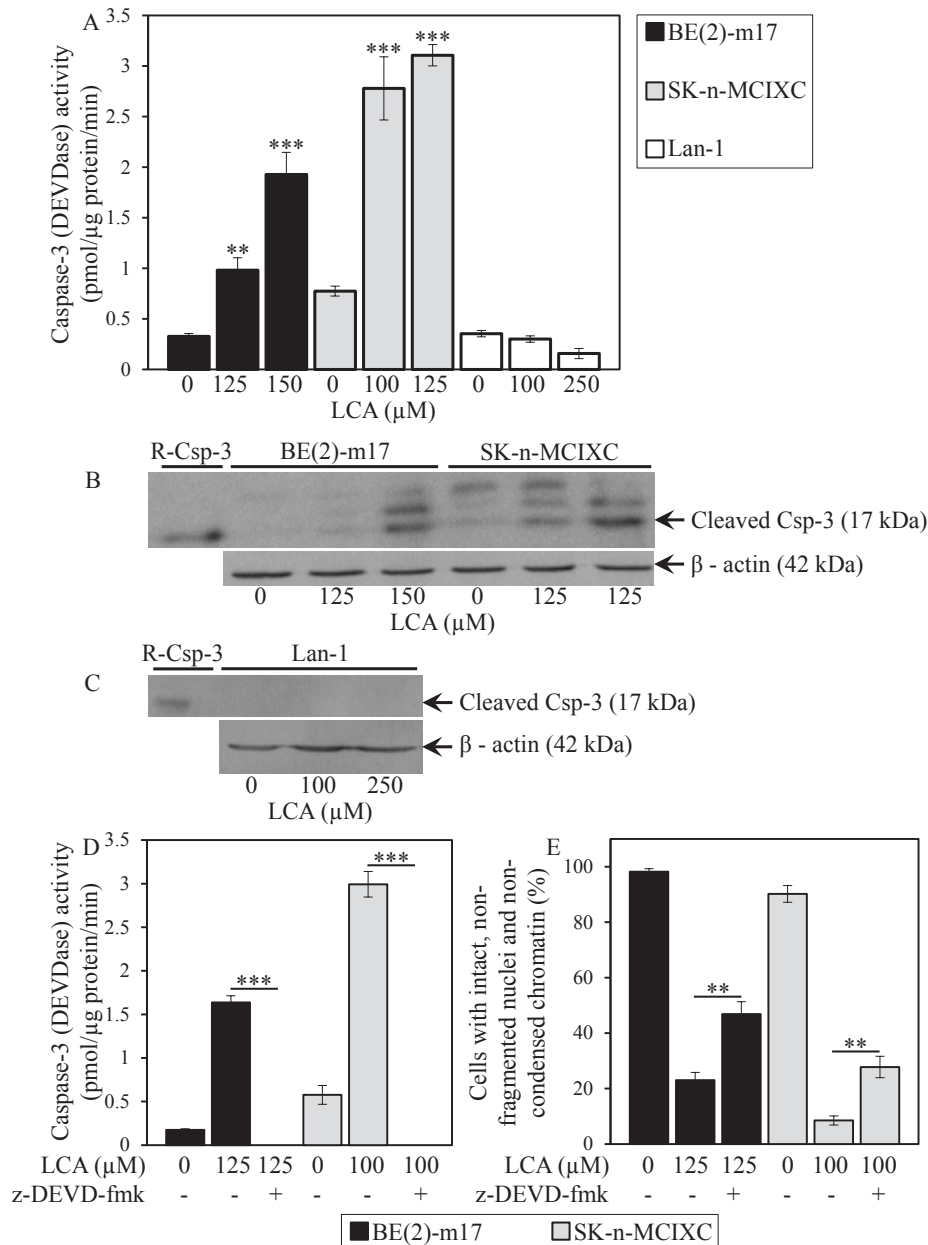 A
Caspase-3 (DEVDase) activity
(pmol/µg protein/min)
3.5
3
2.5
2
1.5
1
0.5
0
** *** *** ***
0 125 150 0 100 125 0 100 250
LCA (µM)
BE(2)-m17
SK-n-MCIXC
Lan-1
B
R-Csp-3 BE(2)-m17 SK-n-MCIXC
Cleaved Csp-3 (17 kDa)
β - actin (42 kDa)
0 125 150 0 125 125
LCA (µM)
C
R-Csp-3 Lan-1
Cleaved Csp-3 (17 kDa)
β - actin (42 kDa)
0 100 250
LCA (µM)
D
Caspase-3 (DEVDase) activity
(pmol/µg protein/min)
3.5
3
2.5
2
1.5
1
0.5
0
*** ***
LCA (µM) 0 125 125 0 100 100
z-DEVD-fmk - - + - - +
E
Cells with intact, non-
fragmented nuclei and non-
condensed chromatin (%)
100
80
60
40
20
0
** **
0 125 125 0 100 100
- - + - - +
BE(2)-m17 SK-n-MCIXC